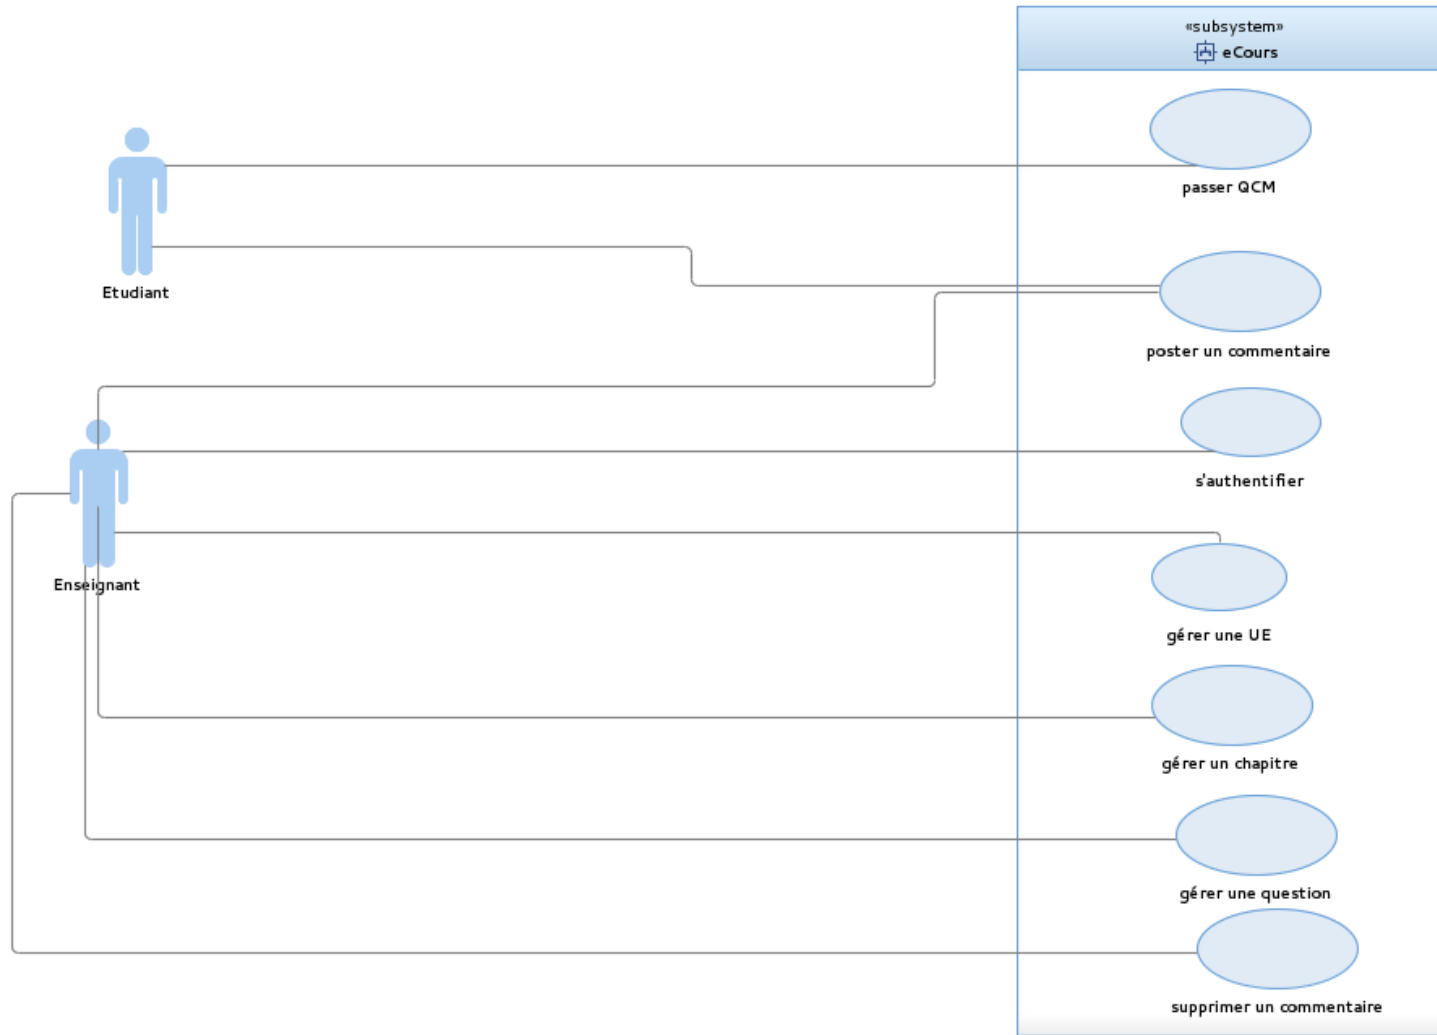 «subsystem»
eCours
passer QCM
Etudiant
poster un commentaire
s'authentifier
Enseignant
gérer une UE
gérer un chapitre
gérer une question
supprimer un commentaire